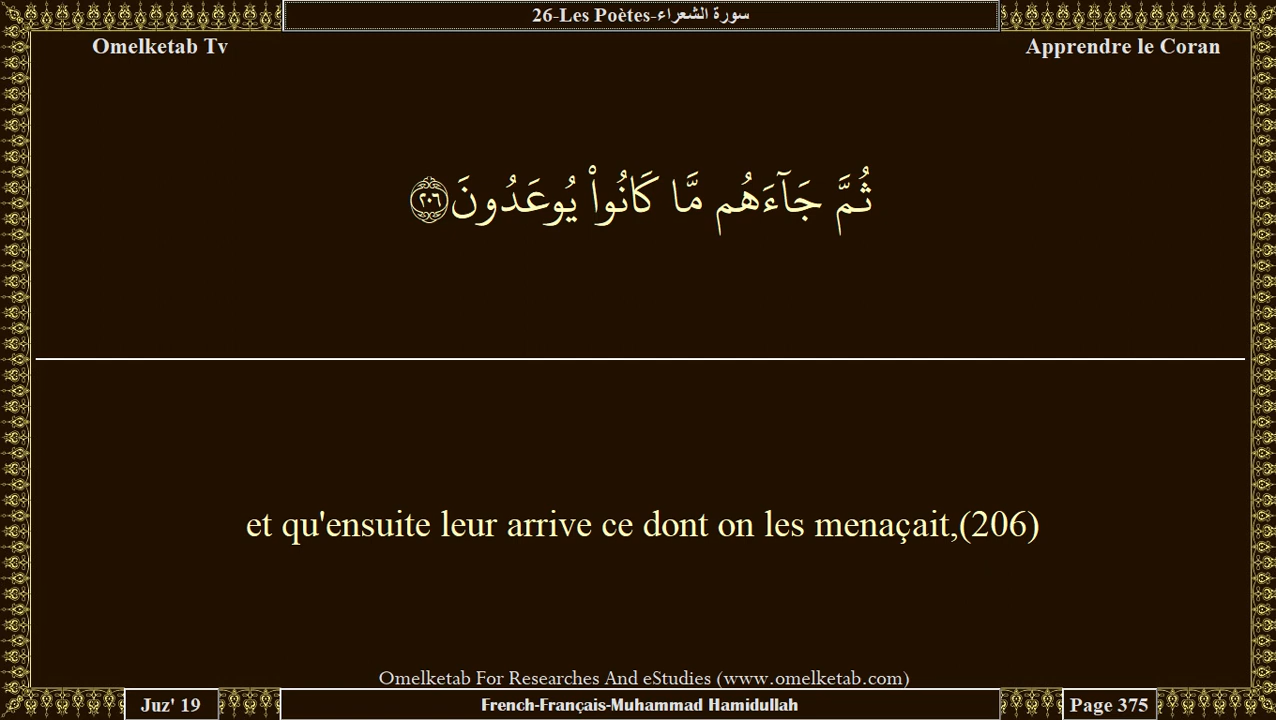 26-Les Poètes-سورة الشعراء
Omelketab Tv
Apprendre le Coran
ثُمَّ جَآءَهُم مَّا كَانُوا۟ يُوعَدُونَ ٢٠٦
et qu'ensuite leur arrive ce dont on les menaçait,(206)
Omelketab For Researches And eStudies (www.omelketab.com)
Juz' 19
French-Français-Muhammad Hamidullah
Page 375